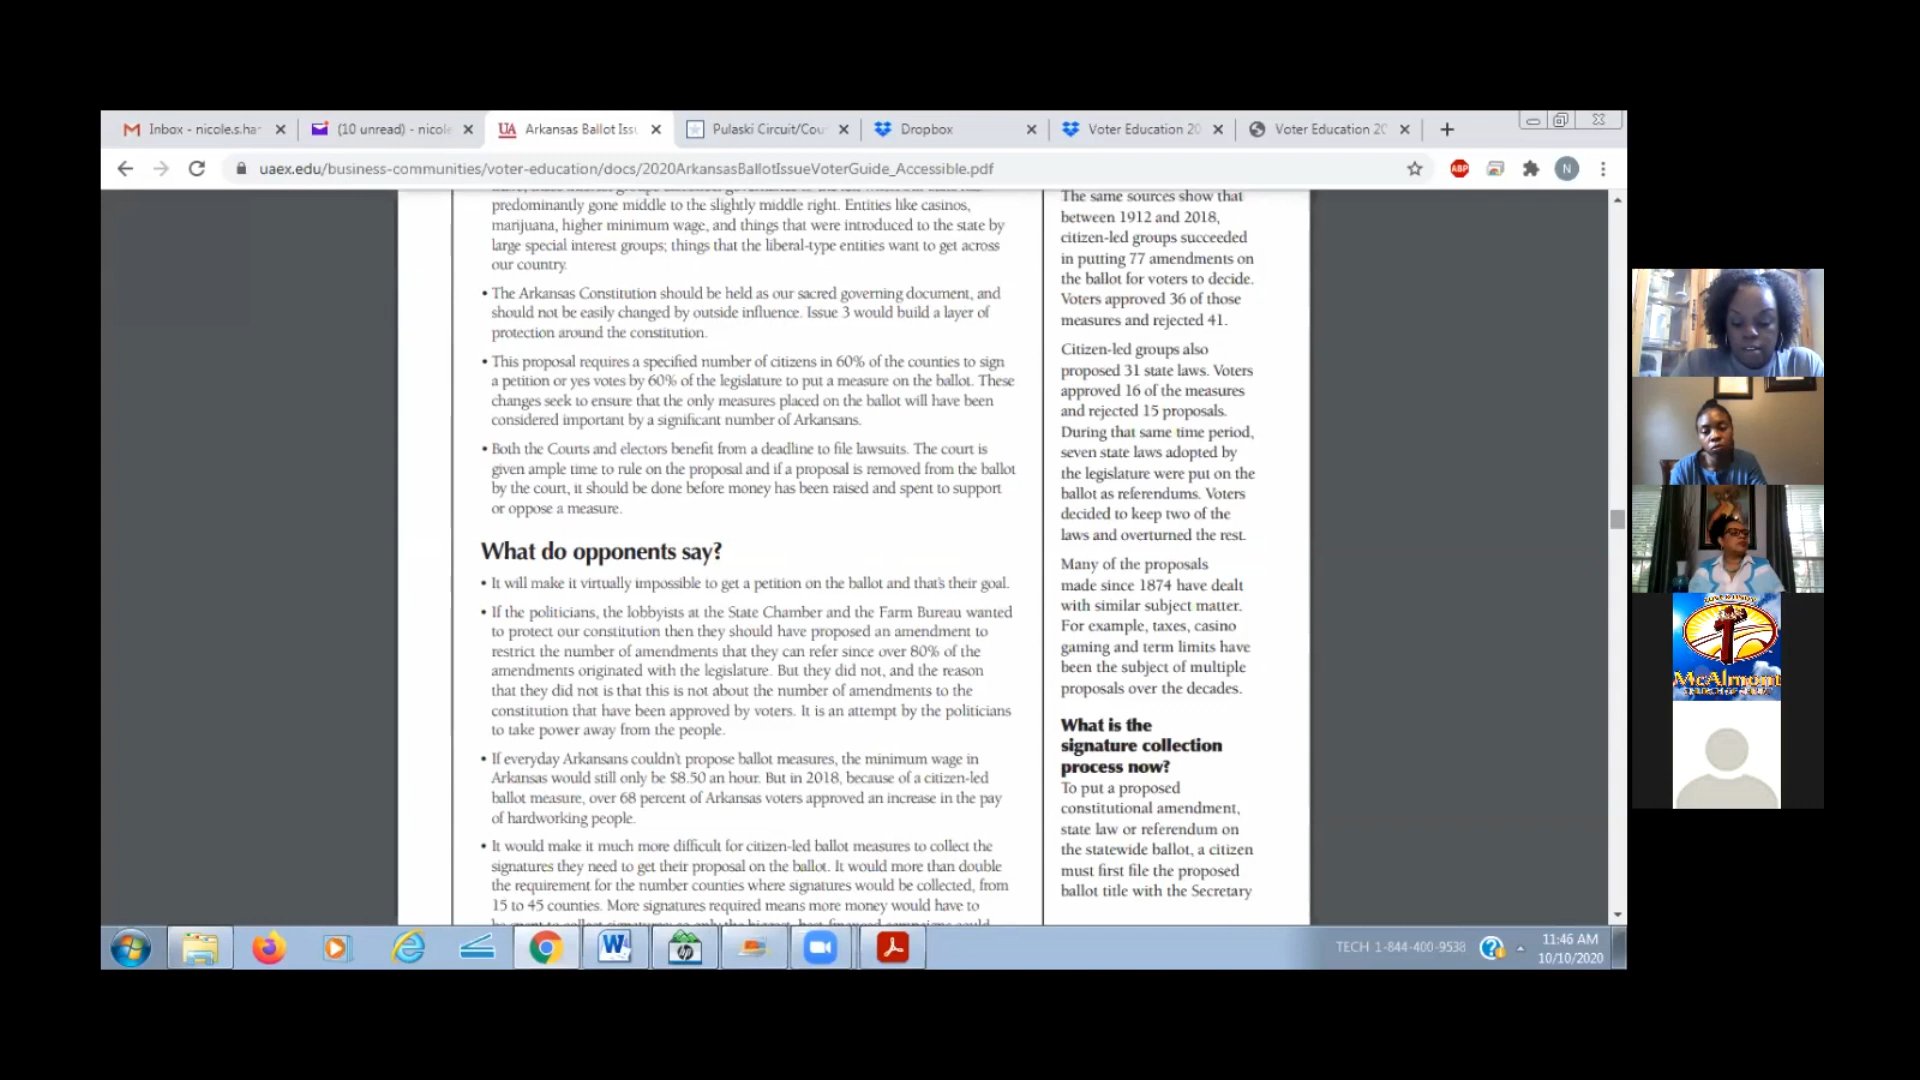 Inbox - nicole.s.har
(10 unread) - nicole
Arkansas Ballot Issu
Pulaski Circuit/Cou
Dropbox
Voter Education 20
Voter Education 20
uaex.edu/business-communities/voter-education/docs/2020ArkansasBallotIssueVoterGuide_Accessible.pdf
ABP
N
predominantly gone middle to the slightly middle right. Entities like casinos,
marijuana, higher minimum wage, and things that were introduced to the state by
large special interest groups; things that the liberal-type entities want to get across
our country.
• The Arkansas Constitution should be held as our sacred governing document, and
should not be easily changed by outside influence. Issue 3 would build a layer of
protection around the constitution.
• This proposal requires a specified number of citizens in 60% of the counties to sign
a petition or yes votes by 60% of the legislature to put a measure on the ballot. These
changes seek to ensure that the only measures placed on the ballot will have been
considered important by a significant number of Arkansans.
• Both the Courts and electors benefit from a deadline to file lawsuits. The court is
given ample time to rule on the proposal and if a proposal is removed from the ballot
by the court, it should be done before money has been raised and spent to support
or oppose a measure.
What do opponents say?
• It will make it virtually impossible to get a petition on the ballot and that's their goal.
• If the politicians, the lobbyists at the State Chamber and the Farm Bureau wanted
to protect our constitution then they should have proposed an amendment to
restrict the number of amendments that they can refer since over 80% of the
amendments originated with the legislature. But they did not, and the reason
that they did not is that this is not about the number of amendments to the
constitution that have been approved by voters. It is an attempt by the politicians
to take power away from the people.
• If everyday Arkansans couldn't propose ballot measures, the minimum wage in
Arkansas would still only be $8.50 an hour. But in 2018, because of a citizen-led
ballot measure, over 68 percent of Arkansas voters approved an increase in the pay
of hardworking people.
• It would make it much more difficult for citizen-led ballot measures to collect the
signatures they need to get their proposal on the ballot. It would more than double
the requirement for the number counties where signatures would be collected, from
15 to 45 counties. More signatures required means more money would have to
The same sources show that
between 1912 and 2018,
citizen-led groups succeeded
in putting 77 amendments on
the ballot for voters to decide.
Voters approved 36 of those
measures and rejected 41.
Citizen-led groups also
proposed 31 state laws. Voters
approved 16 of the measures
and rejected 15 proposals.
During that same time period,
seven state laws adopted by
the legislature were put on the
ballot as referendums. Voters
decided to keep two of the
laws and overturned the rest.
Many of the proposals
made since 1874 have dealt
with similar subject matter.
For example, taxes, casino
gaming and term limits have
been the subject of multiple
proposals over the decades.
What is the
signature collection
process now?
To put a proposed
constitutional amendment,
state law or referendum on
the statewide ballot, a citizen
must first file the proposed
ballot title with the Secretary
McAlmont
TECH 1-844-400-9538
11:46 AM
10/10/2020